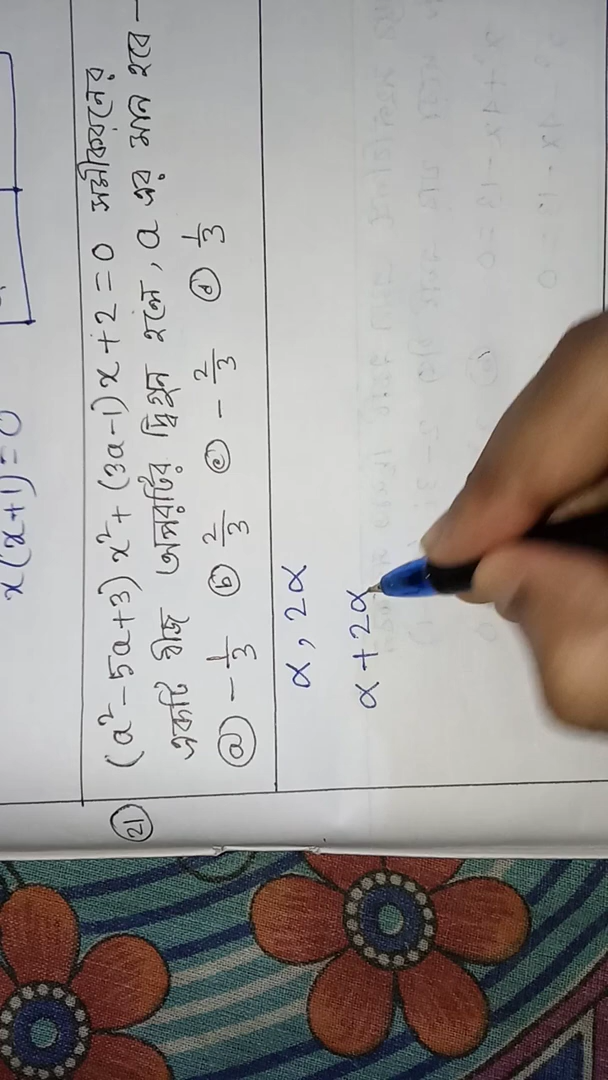 x(x+1)=0
(21) (a²-5a+3)x²+(3a-1)x+2=0 সমীকরণের
একটি বীজ অপরটির দ্বিগুন হলে, a এর মান হবে-
(a) -1/3 (b) 2/3 (c) -2/3 (d) 1/3
α, 2α
α+2α